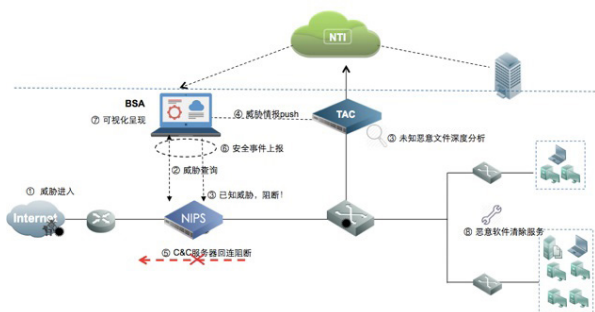 NTI
BSA
⑦ 可视化呈现
④ 威胁情报push
TAC
③ 未知恶意文件深度分析
⑥ 安全事件上报
② 威胁查询
① 威胁进入
③ 已知威胁，阻断！
Internet
NIPS
⑧ 恶意软件清除服务
⑤ C&C服务器回连阻断